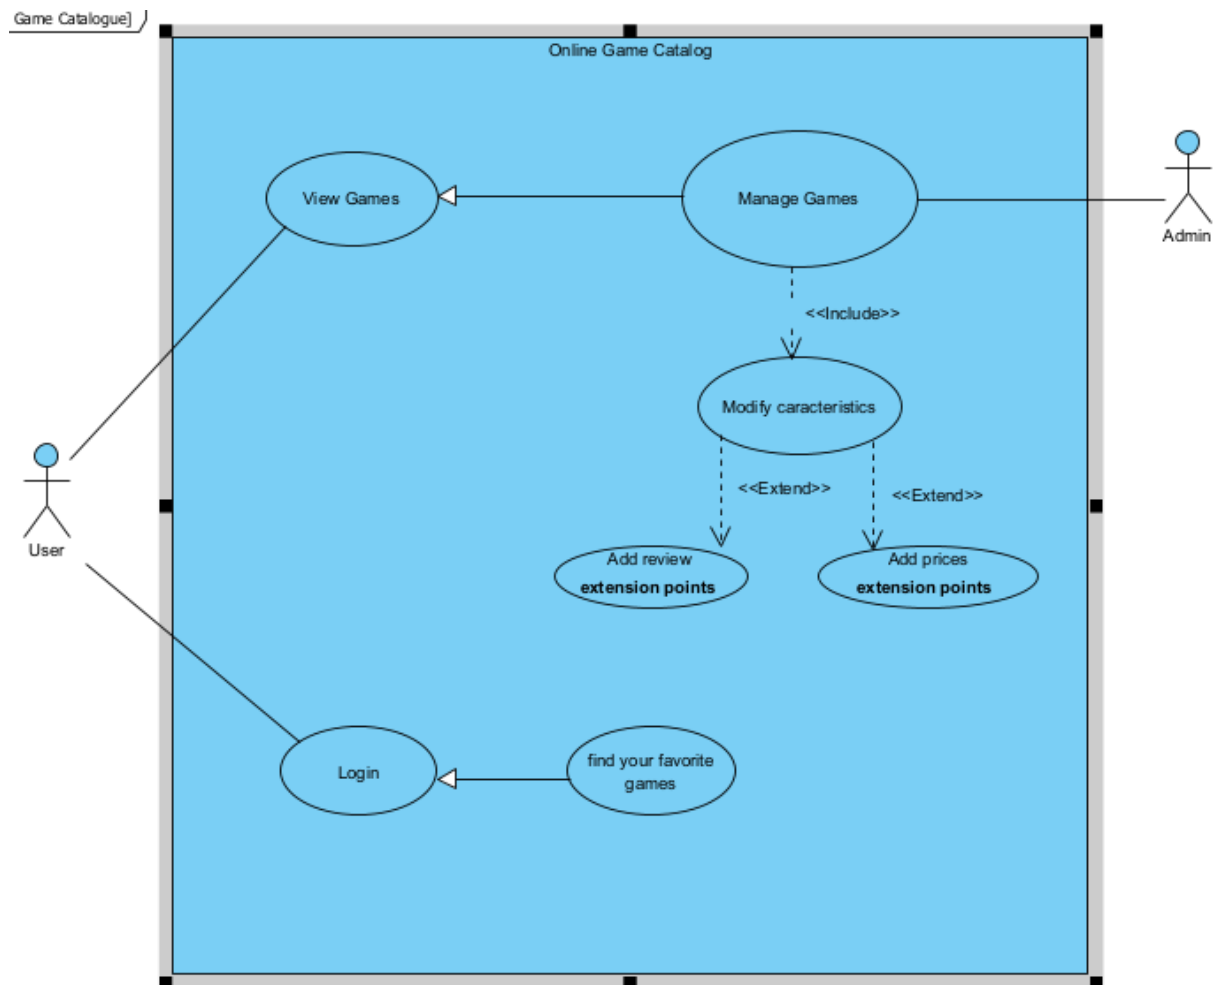 Game Catalogue]
Online Game Catalog
View Games
Manage Games
Admin
<<Include>>
Modify caracteristics
<<Extend>>
<<Extend>>
User
Add review
extension points
Add prices
extension points
Login
find your favorite
games